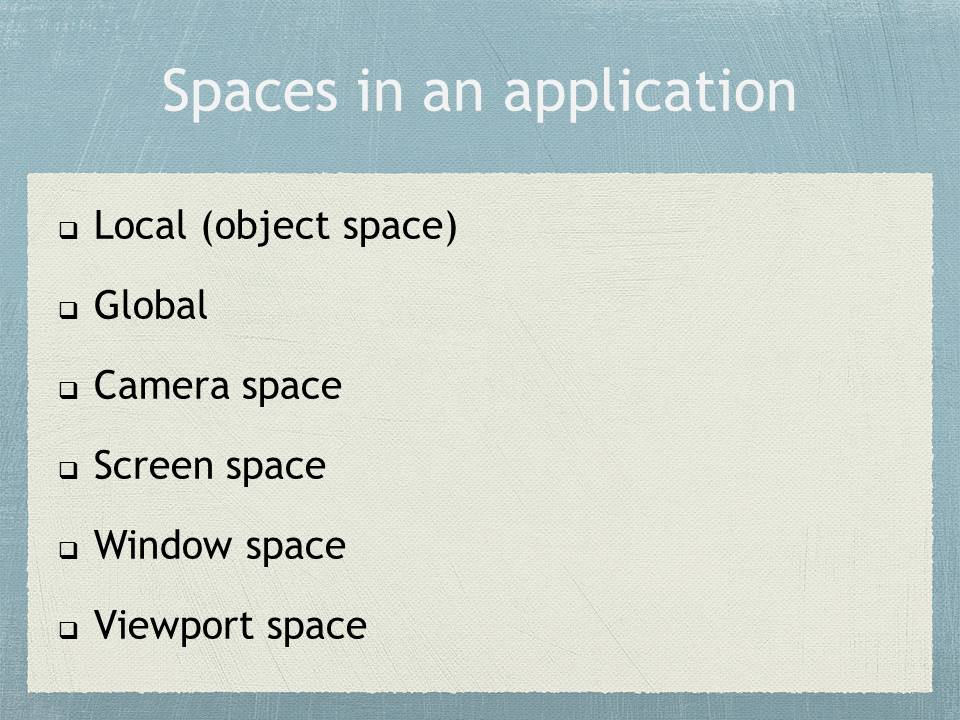 Spaces in an application
Local (object space)
Global
Camera space
Screen space
Window space
Viewport space